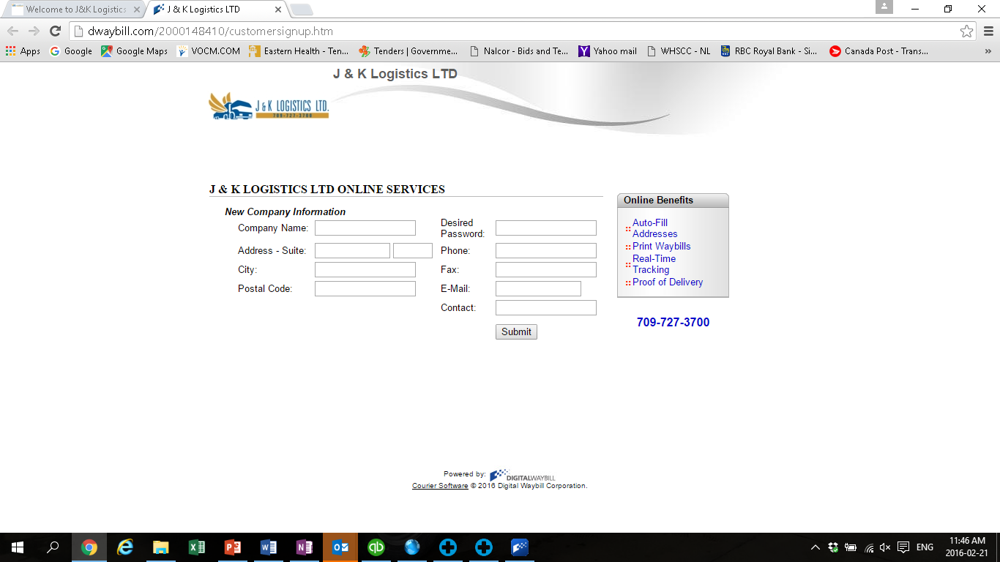 Welcome to J&K Logistics
J & K Logistics LTD
dwaybill.com/2000148410/customersignup.htm
Apps
Google
Google Maps
VOCM.COM
Eastern Health - Ten...
Tenders | Governme...
Nalcor - Bids and Te...
Yahoo mail
WHSCC - NL
RBC Royal Bank - Si...
Canada Post - Trans...
»
J & K Logistics LTD
J & K LOGISTICS LTD.
709-727-3700
J & K LOGISTICS LTD ONLINE SERVICES
New Company Information
Company Name:
Desired
Password:
Address - Suite:
Phone:
City:
Fax:
Postal Code:
E-Mail:
Contact:
Submit
Online Benefits
Auto-Fill
Addresses
Print Waybills
Real-Time
Tracking
Proof of Delivery
709-727-3700
Powered by: DIGITALWAYBILL
Courier Software © 2016 Digital Waybill Corporation.
ENG
11:46 AM
2016-02-21